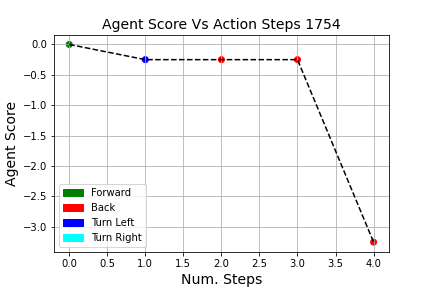 Agent Score Vs Action Steps 1754
Agent Score
0.0
−0.5
−1.0
−1.5
−2.0
−2.5
−3.0
Forward
Back
Turn Left
Turn Right
0.0 0.5 1.0 1.5 2.0 2.5 3.0 3.5 4.0
Num. Steps